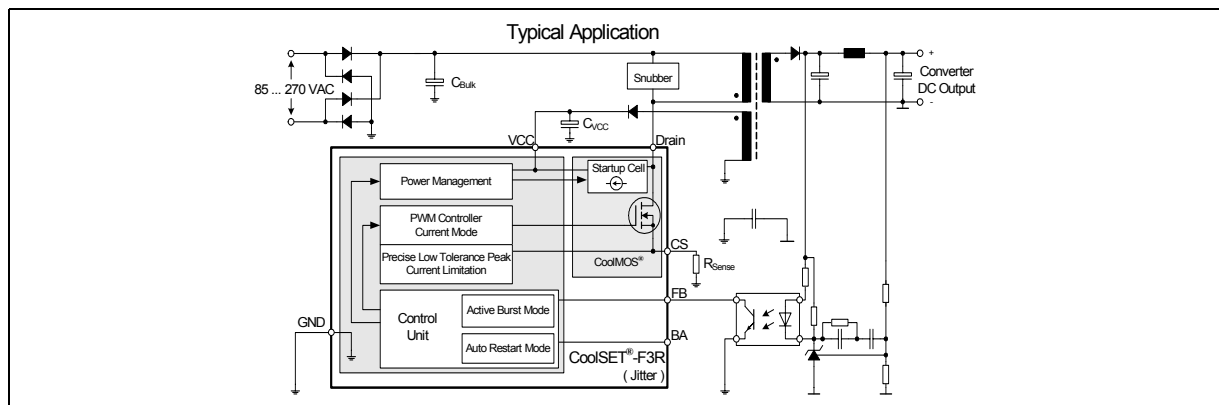 Typical Application
85 ... 270 VAC
CBulk
Snubber
+
Converter
DC Output
-
CVCC
VCC
Drain
Power Management
Startup Cell
PWM Controller
Current Mode
Precise Low Tolerance Peak
Current Limitation
CoolMOS®
CS
RSense
FB
GND
Control
Unit
Active Burst Mode
Auto Restart Mode
BA
CoolSET®-F3R
( Jitter )